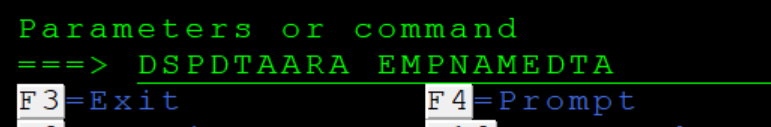 Parameters or command
===> DSPDTAARA EMPNAMEDTA
F3=Exit F4=Prompt